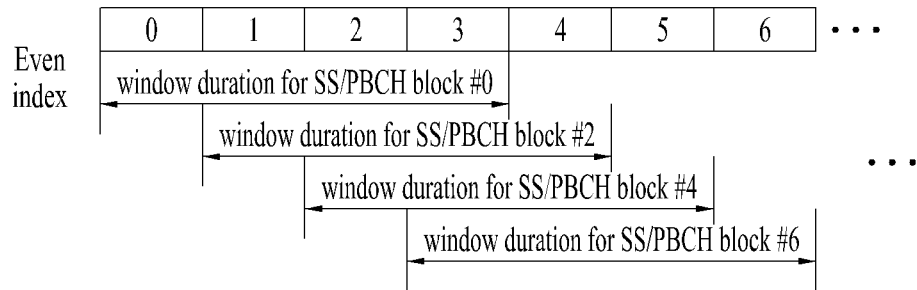 0 1 2 3 4 5 6 • • •
Even
index
window duration for SS/PBCH block #0
window duration for SS/PBCH block #2
• • •
window duration for SS/PBCH block #4
window duration for SS/PBCH block #6